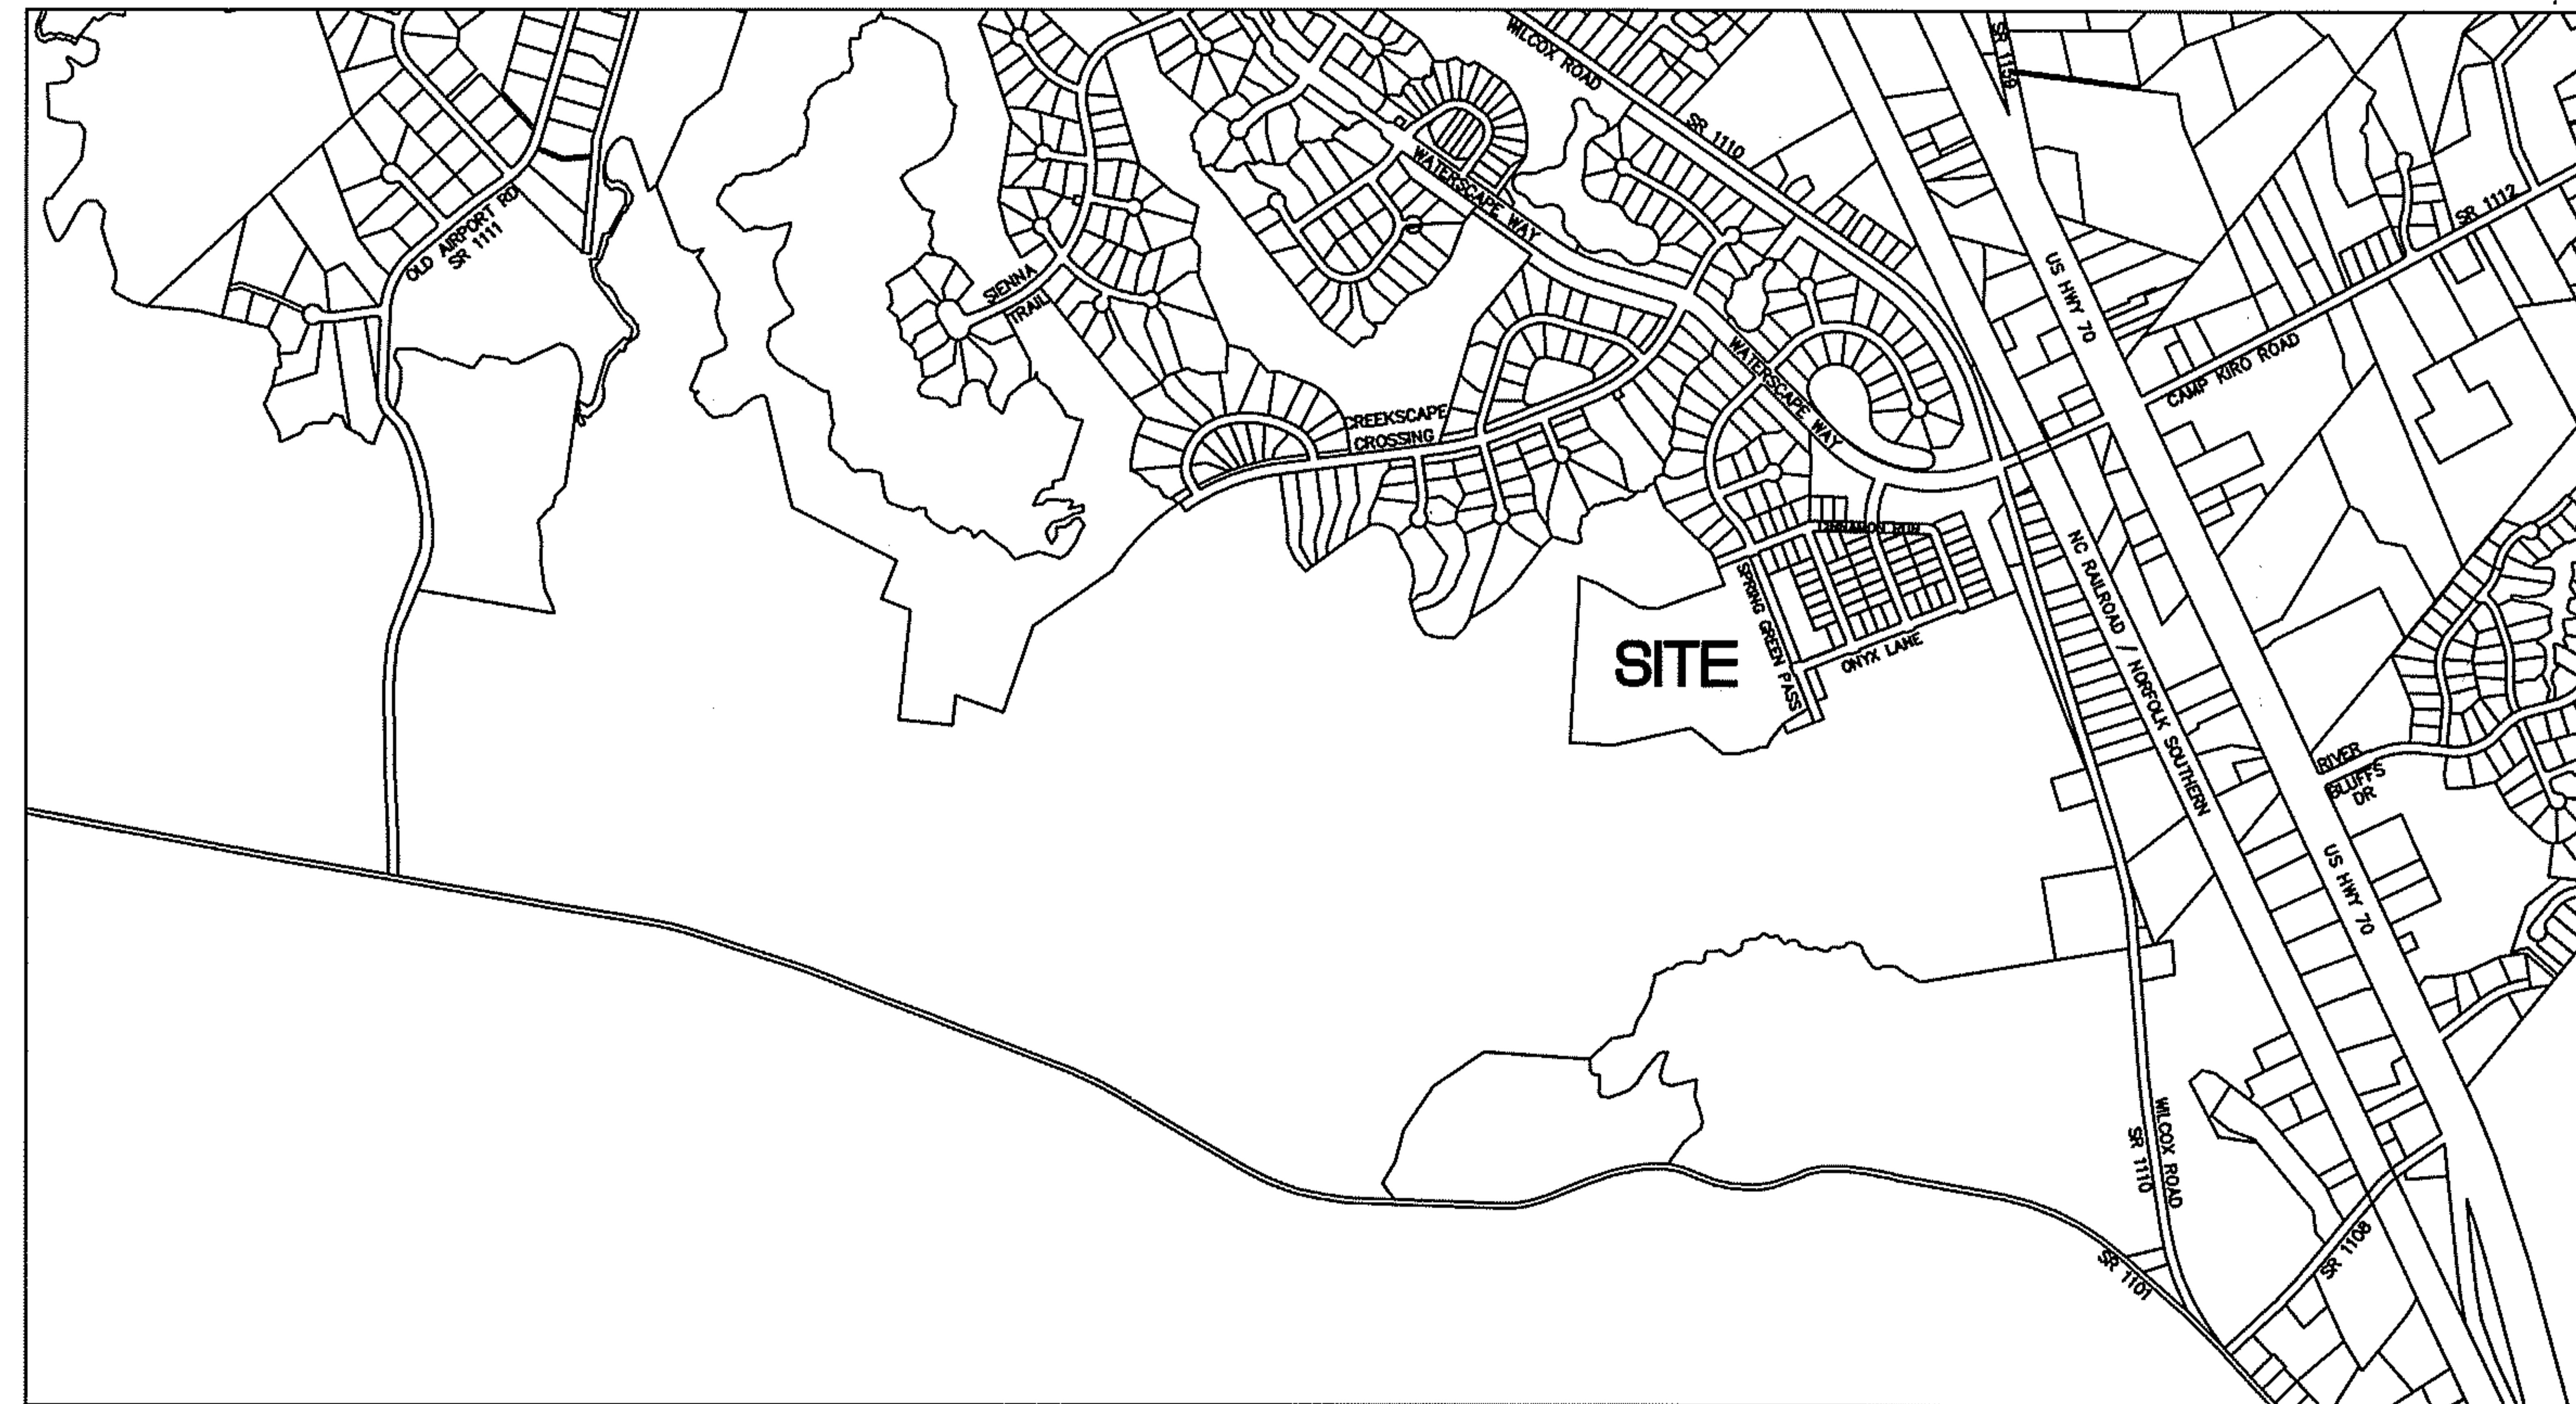 WILCOX ROAD
SR 1110
SR 1159
OLD AIRPORT RD
SR 1111
WATERSCAPE WAY
SIENNA
TRAIL
US HWY 70
SR 1112
CAMP KIRO ROAD
WATERSCAPE WAY
CREEKSCAPE
CROSSING
SPRING GREEN PASS
SITE
ONYX LANE
NC RAILROAD / NORFOLK SOUTHERN
RIVER
BLUFFS
DR
US HWY 70
WILCOX ROAD
SR 1110
SR 1101
SR 1108